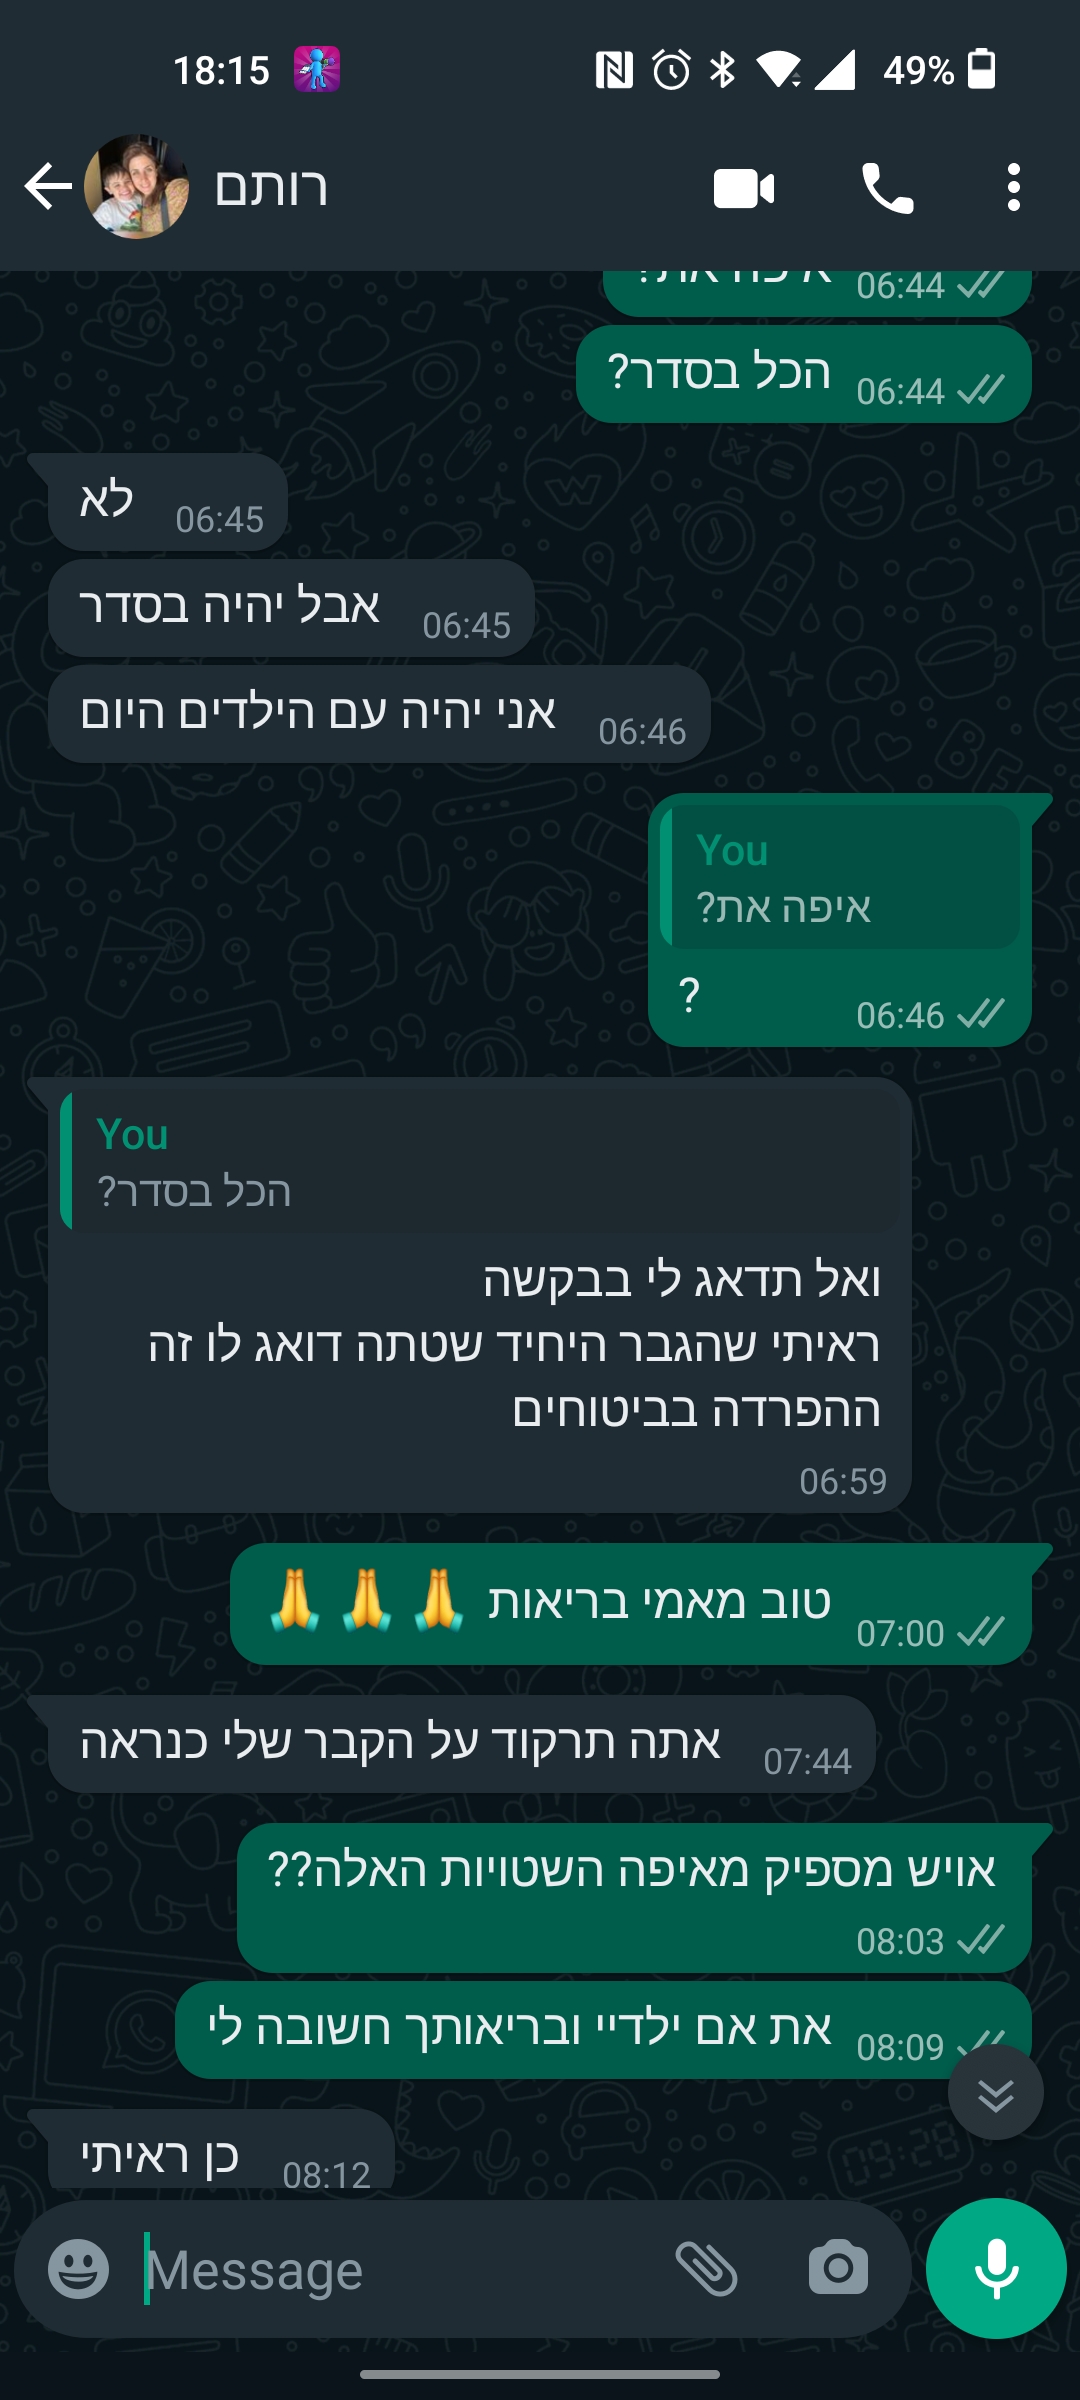 18:15
49%
רותם
איפה את?
06:44
הכל בסדר?
06:44
לא
06:45
אבל יהיה בסדר
06:45
אני יהיה עם הילדים היום
06:46
You
איפה את?
?
06:46
You
הכל בסדר?
ואל תדאג לי בבקשה
ראיתי שהגבר היחיד שטתה דואג לו זה
ההפרדה בביטוחים
06:59
טוב מאמי בריאות 🙏 🙏 🙏
07:00
אתה תרקוד על הקבר שלי כנראה
07:44
אויש מספיק מאיפה השטויות האלה??
08:03
את אם ילדיי ובריאותך חשובה לי
08:09
כן ראיתי
08:12
Message